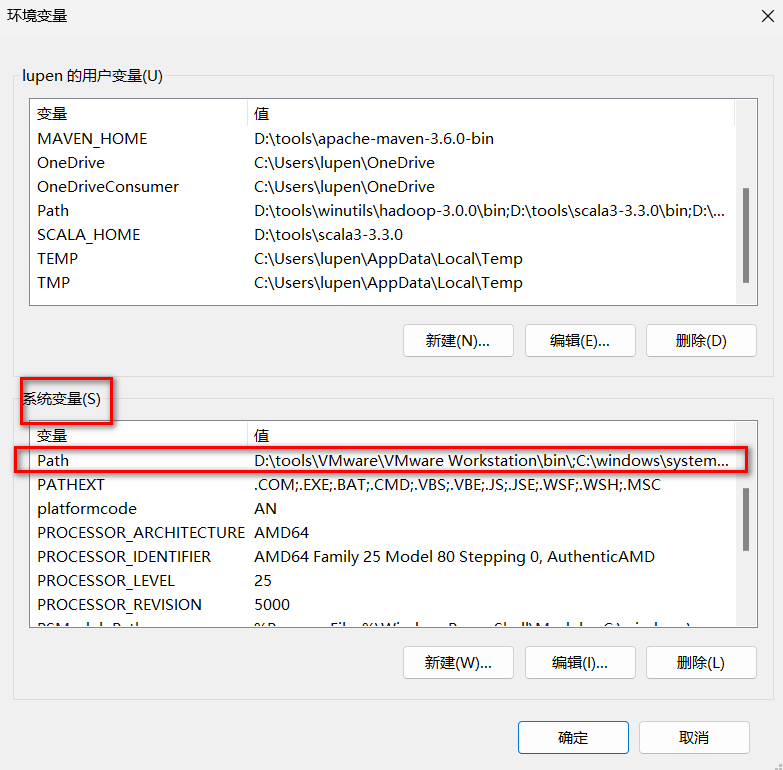 环境变量
lupen 的用户变量(U)
变量 值
MAVEN_HOME D:\tools\apache-maven-3.6.0-bin
OneDrive C:\Users\lupen\OneDrive
OneDriveConsumer C:\Users\lupen\OneDrive
Path D:\tools\winutils\hadoop-3.0.0\bin;D:\tools\scala3-3.3.0\bin;D:\...
SCALA_HOME D:\tools\scala3-3.3.0
TEMP C:\Users\lupen\AppData\Local\Temp
TMP C:\Users\lupen\AppData\Local\Temp
新建(N)... 编辑(E)... 删除(D)
系统变量(S)
变量 值
Path D:\tools\VMware\VMware Workstation\bin\;C:\windows\system...
PATHEXT .COM;.EXE;.BAT;.CMD;.VBS;.VBE;.JS;.JSE;.WSF;.WSH;.MSC
platformcode AN
PROCESSOR_ARCHITECTURE AMD64
PROCESSOR_IDENTIFIER AMD64 Family 25 Model 80 Stepping 0, AuthenticAMD
PROCESSOR_LEVEL 25
PROCESSOR_REVISION 5000
新建(W)... 编辑(I)... 删除(L)
确定 取消